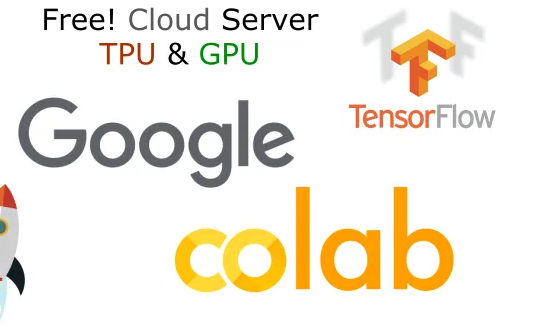 Free! Cloud Server
TPU & GPU
TensorFlow
Google
colab